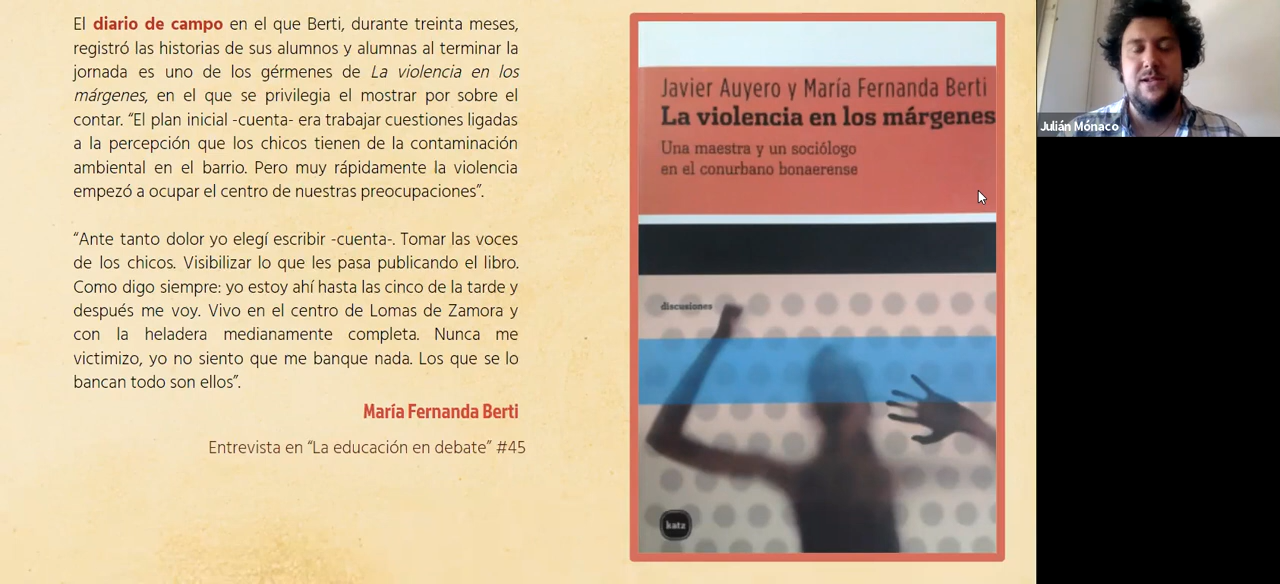 El diario de campo en el que Berti, durante treinta meses,
registró las historias de sus alumnos y alumnas al terminar la
jornada es uno de los gérmenes de La violencia en los
márgenes, en el que se privilegia el mostrar por sobre el
contar. “El plan inicial -cuenta- era trabajar cuestiones ligadas
a la percepción que los chicos tienen de la contaminación
ambiental en el barrio. Pero muy rápidamente la violencia
empezó a ocupar el centro de nuestras preocupaciones”.
“Ante tanto dolor yo elegí escribir -cuenta-. Tomar las voces
de los chicos. Visibilizar lo que les pasa publicando el libro.
Como digo siempre: yo estoy ahí hasta las cinco de la tarde y
después me voy. Vivo en el centro de Lomas de Zamora y
con la heladera medianamente completa. Nunca me
victimizo, yo no siento que me banque nada. Los que se lo
bancan todo son ellos”.
María Fernanda Berti
Entrevista en “La educación en debate” #45
Javier Auyero y María Fernanda Berti
La violencia en los márgenes
Una maestra y un sociólogo
en el conurbano bonaerense
discusiones
katz
Julián Mónaco